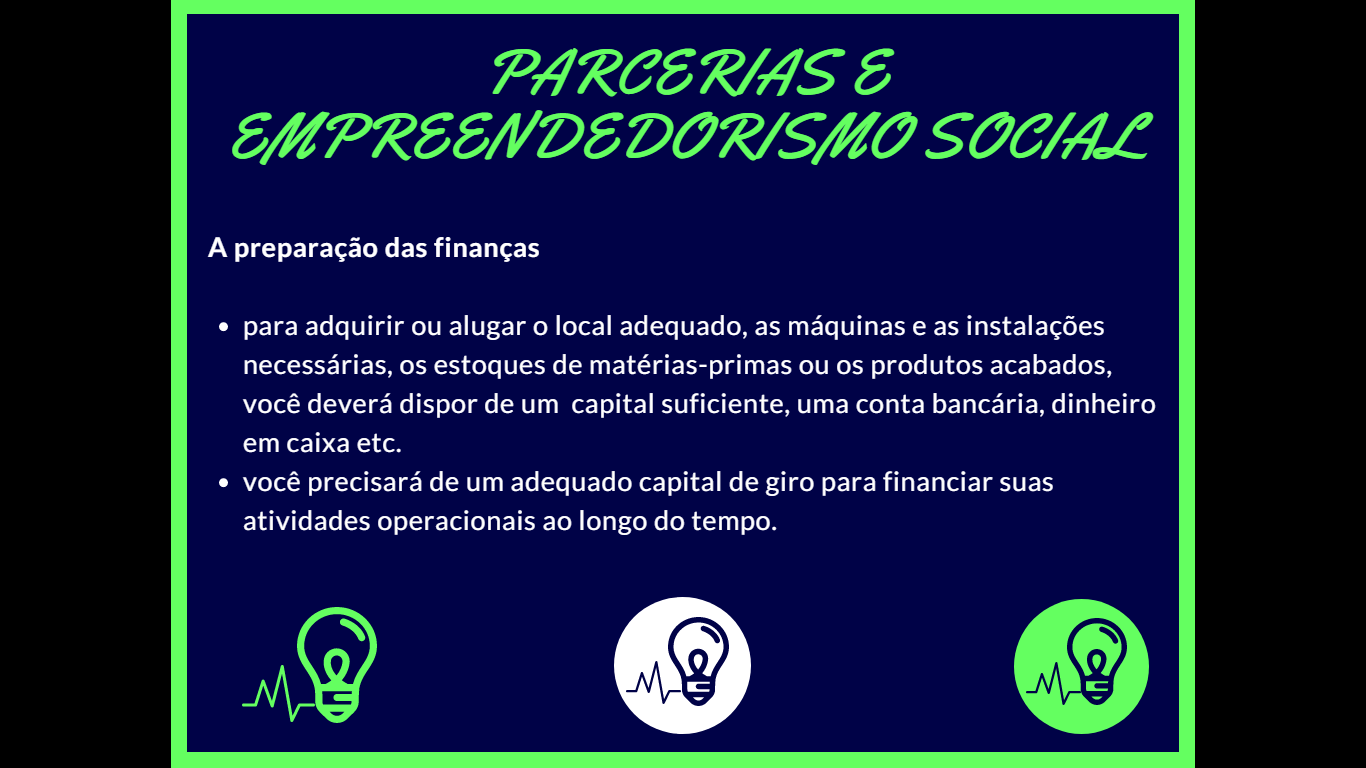 PARCERIAS E
EMPREENDEDORISMO SOCIAL
A preparação das finanças
• para adquirir ou alugar o local adequado, as máquinas e as instalações
necessárias, os estoques de matérias-primas ou os produtos acabados,
você deverá dispor de um  capital suficiente, uma conta bancária, dinheiro
em caixa etc.
• você precisará de um adequado capital de giro para financiar suas
atividades operacionais ao longo do tempo.